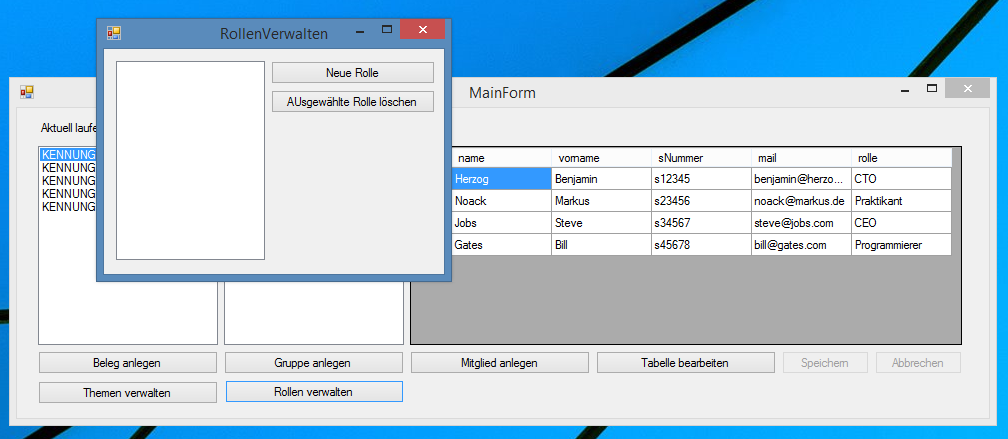 RollenVerwalten
Neue Rolle
AUsgewählte Rolle löschen
MainForm
Aktuell laufe
KENNUNG
KENNUNG
KENNUNG
KENNUNG
KENNUNG
name vorname sNummer mail rolle
Herzog Benjamin s12345 benjamin@herzo... CTO
Noack Markus s23456 noack@markus.de Praktikant
Jobs Steve s34567 steve@jobs.com CEO
Gates Bill s45678 bill@gates.com Programmierer
Beleg anlegen Gruppe anlegen Mitglied anlegen Tabelle bearbeiten Speichern Abbrechen
Themen verwalten Rollen verwalten